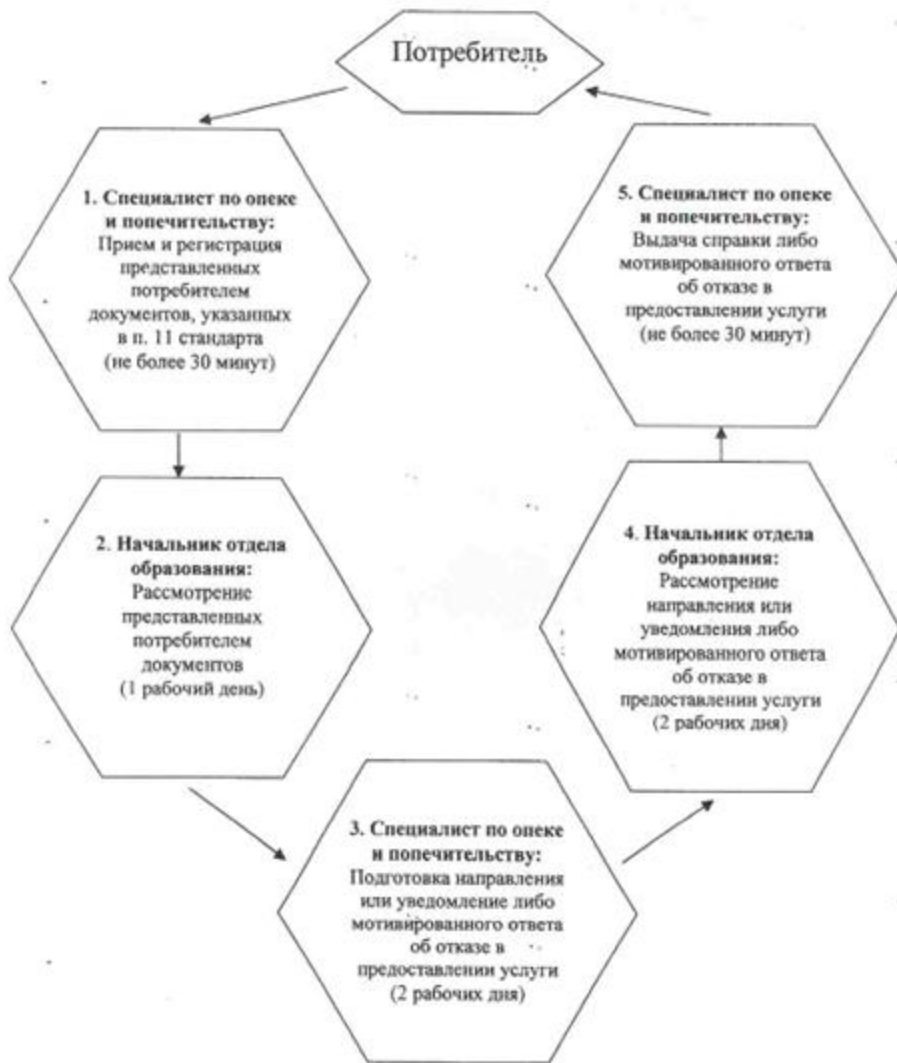 Потребитель
1. Специалист по опеке
и попечительству:
Прием и регистрация
представленных
потребителем
документов, указанных
в п. 11 стандарта
(не более 30 минут)
2. Начальник отдела
образования:
Рассмотрение
представленных
потребителем
документов
(1 рабочий день)
3. Специалист по опеке
и попечительству:
Подготовка направления
или уведомление либо
мотивированного ответа
об отказе в
предоставлении услуги
(2 рабочих дня)
4. Начальник отдела
образования:
Рассмотрение
направления или
уведомления либо
мотивированного ответа
об отказе в
предоставлении услуги
(2 рабочих дня)
5. Специалист по опеке
и попечительству:
Выдача справки либо
мотивированного ответа
об отказе в
предоставлении услуги
(не более 30 минут)